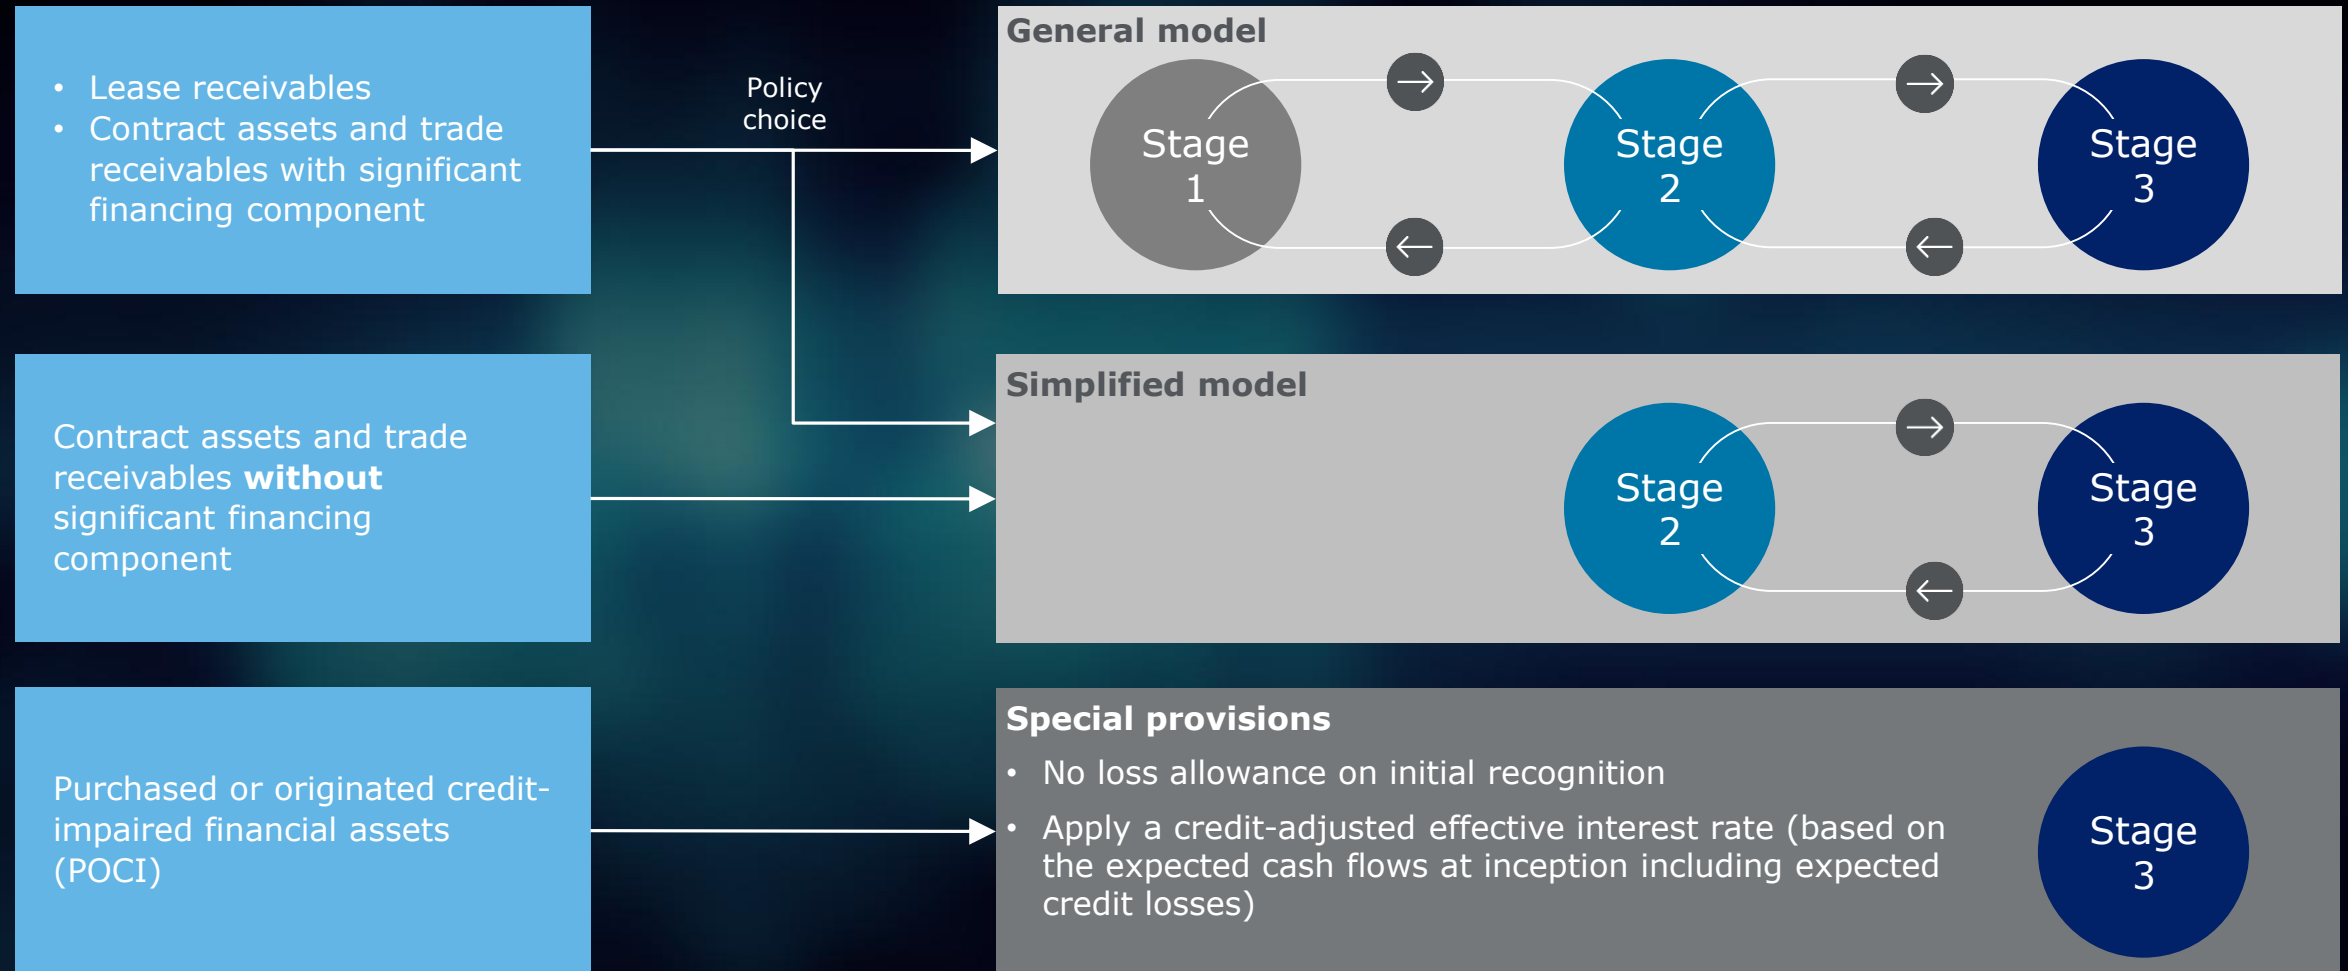 • Lease receivables
• Contract assets and trade
receivables with significant
financing component
Policy
choice
General model
Stage
1
Stage
2
Stage
3
Contract assets and trade
receivables without
significant financing
component
Simplified model
Stage
2
Stage
3
Purchased or originated credit-
impaired financial assets
(POCI)
Special provisions
• No loss allowance on initial recognition
• Apply a credit-adjusted effective interest rate (based on
the expected cash flows at inception including expected
credit losses)
Stage
3